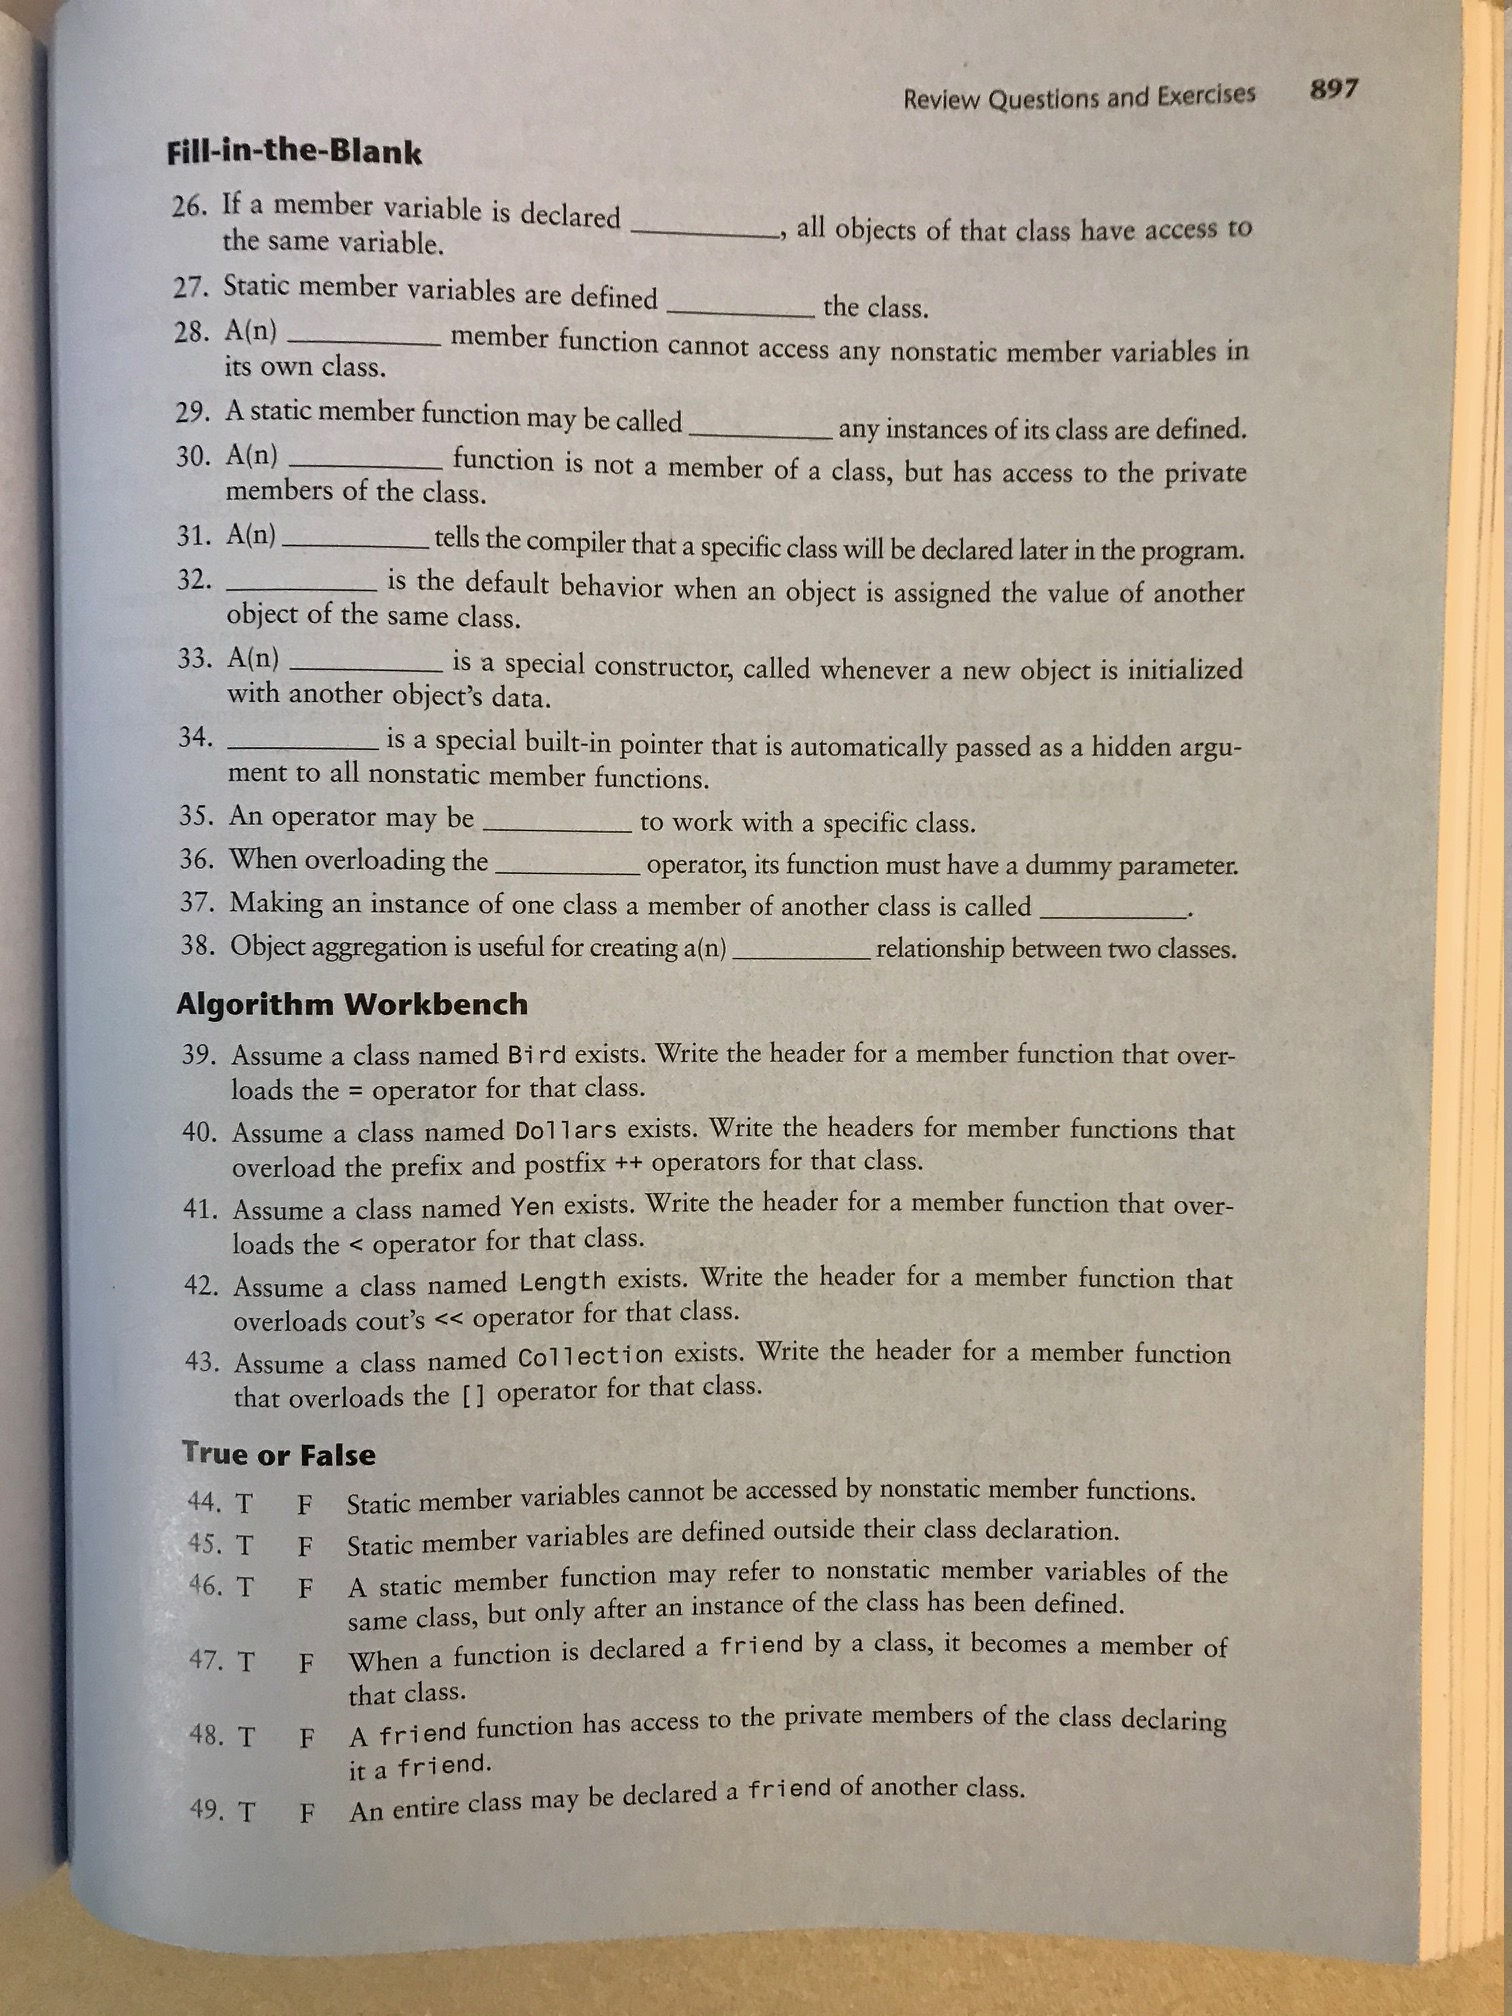 Review Questions and Exercises 897
Fill-in-the-Blank
26. If a member variable is declared __________, all objects of that class have access to
the same variable.
27. Static member variables are defined __________ the class.
28. A(n) __________ member function cannot access any nonstatic member variables in
its own class.
29. A static member function may be called __________ any instances of its class are defined.
30. A(n) __________ function is not a member of a class, but has access to the private
members of the class.
31. A(n) __________ tells the compiler that a specific class will be declared later in the program.
32. __________ is the default behavior when an object is assigned the value of another
object of the same class.
33. A(n) __________ is a special constructor, called whenever a new object is initialized
with another object's data.
34. __________ is a special built-in pointer that is automatically passed as a hidden argu-
ment to all nonstatic member functions.
35. An operator may be __________ to work with a specific class.
36. When overloading the __________ operator, its function must have a dummy parameter.
37. Making an instance of one class a member of another class is called __________.
38. Object aggregation is useful for creating a(n) __________ relationship between two classes.
Algorithm Workbench
39. Assume a class named Bird exists. Write the header for a member function that over-
loads the = operator for that class.
40. Assume a class named Dollars exists. Write the headers for member functions that
overload the prefix and postfix ++ operators for that class.
41. Assume a class named Yen exists. Write the header for a member function that over-
loads the < operator for that class.
42. Assume a class named Length exists. Write the header for a member function that
overloads cout's << operator for that class.
43. Assume a class named Collection exists. Write the header for a member function
that overloads the [] operator for that class.
True or False
44. T F Static member variables cannot be accessed by nonstatic member functions.
45. T F Static member variables are defined outside their class declaration.
46. T F A static member function may refer to nonstatic member variables of the
same class, but only after an instance of the class has been defined.
47. T F When a function is declared a friend by a class, it becomes a member of
that class.
48. T F A friend function has access to the private members of the class declaring
it a friend.
49. T F An entire class may be declared a friend of another class.